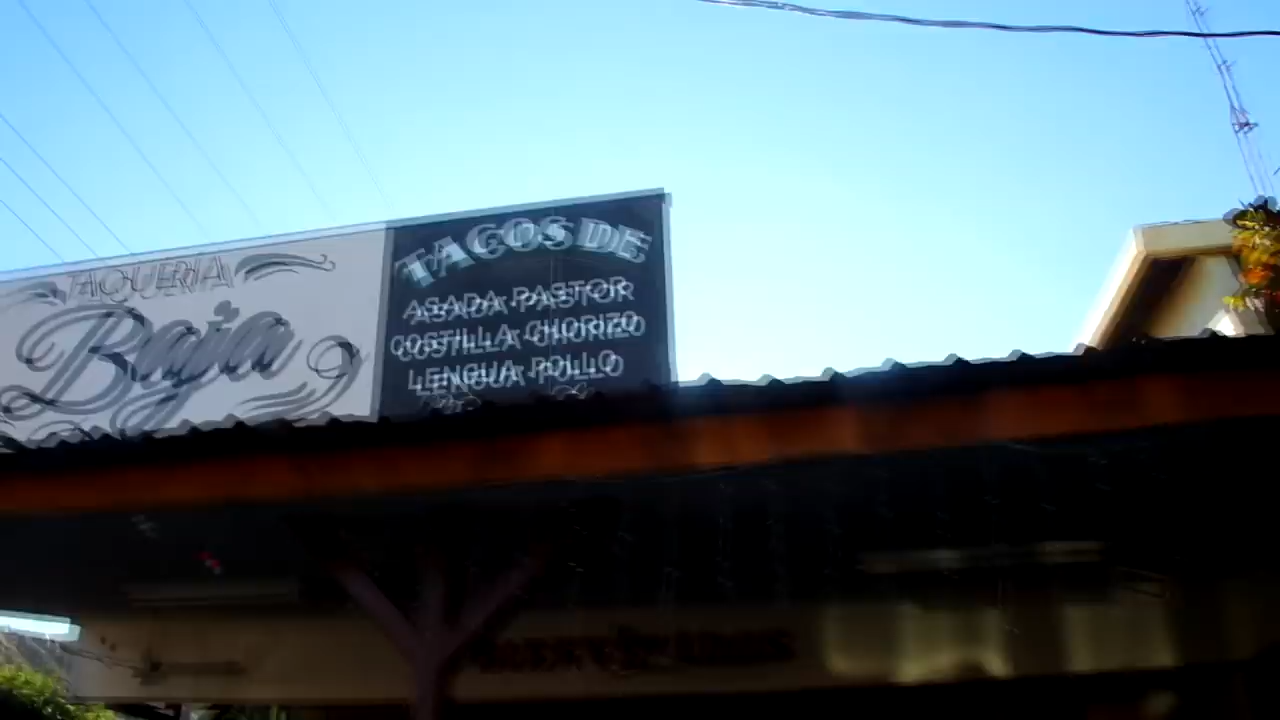 TAQUERIA
Baja
TACOS DE
ASADA·PASTOR
COSTILLA·CHORIZO
LENGUA·POLLO